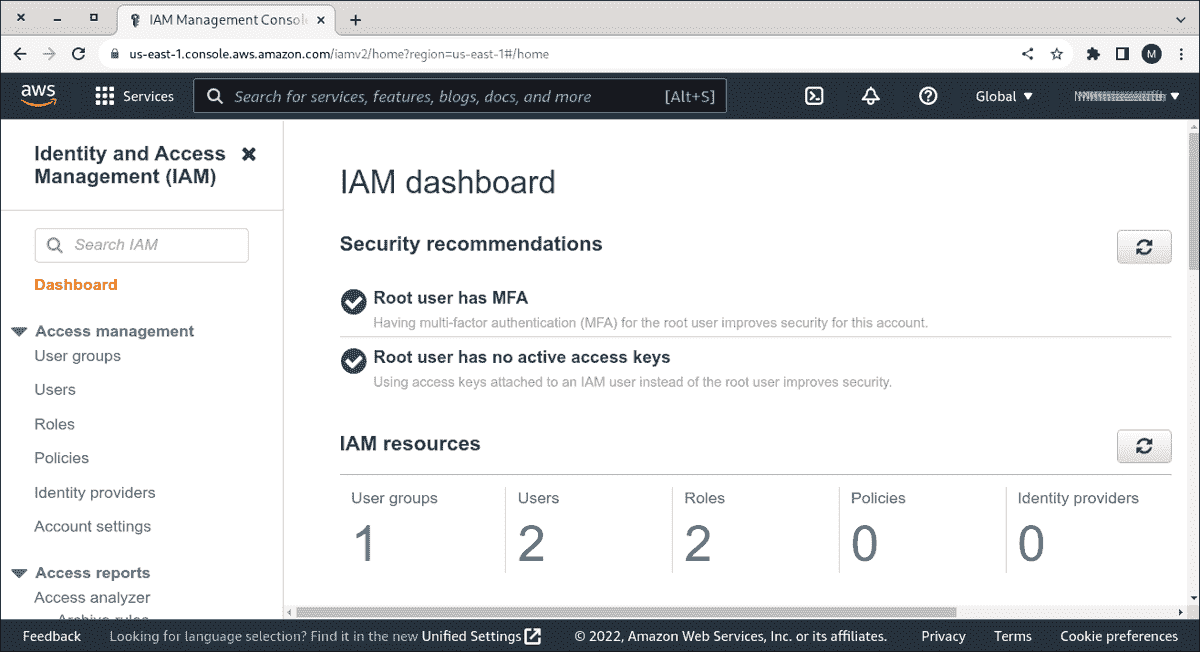 IAM Management Consol
us-east-1.console.aws.amazon.com/iamv2/home?region=us-east-1#/home
M
aws
Services
Search for services, features, blogs, docs, and more
[Alt+S]
Global
Identity and Access
Management (IAM)
Search IAM
Dashboard
Access management
User groups
Users
Roles
Policies
Identity providers
Account settings
Access reports
Access analyzer
IAM dashboard
Security recommendations
Root user has MFA
Having multi-factor authentication (MFA) for the root user improves security for this account.
Root user has no active access keys
Using access keys attached to an IAM user instead of the root user improves security.
IAM resources
User groups
1
Users
2
Roles
2
Policies
0
Identity providers
0
Feedback
Looking for language selection? Find it in the new Unified Settings
© 2022, Amazon Web Services, Inc. or its affiliates.
Privacy
Terms
Cookie preferences